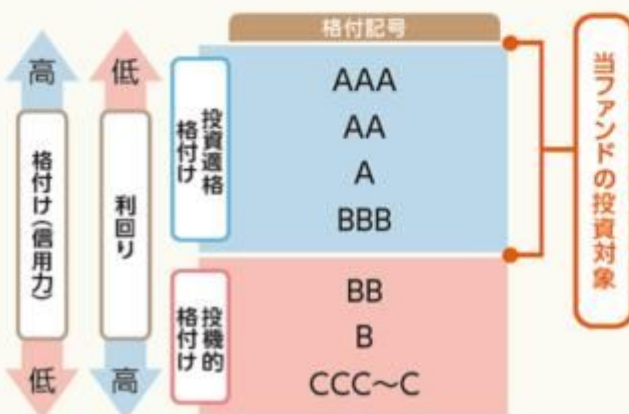 格付記号
高
格付け(信用力)
低
低
利回り
高
投資適格
格付け
AAA
AA
A
BBB
投機的
格付け
BB
B
CCC～C
当ファンドの投資対象